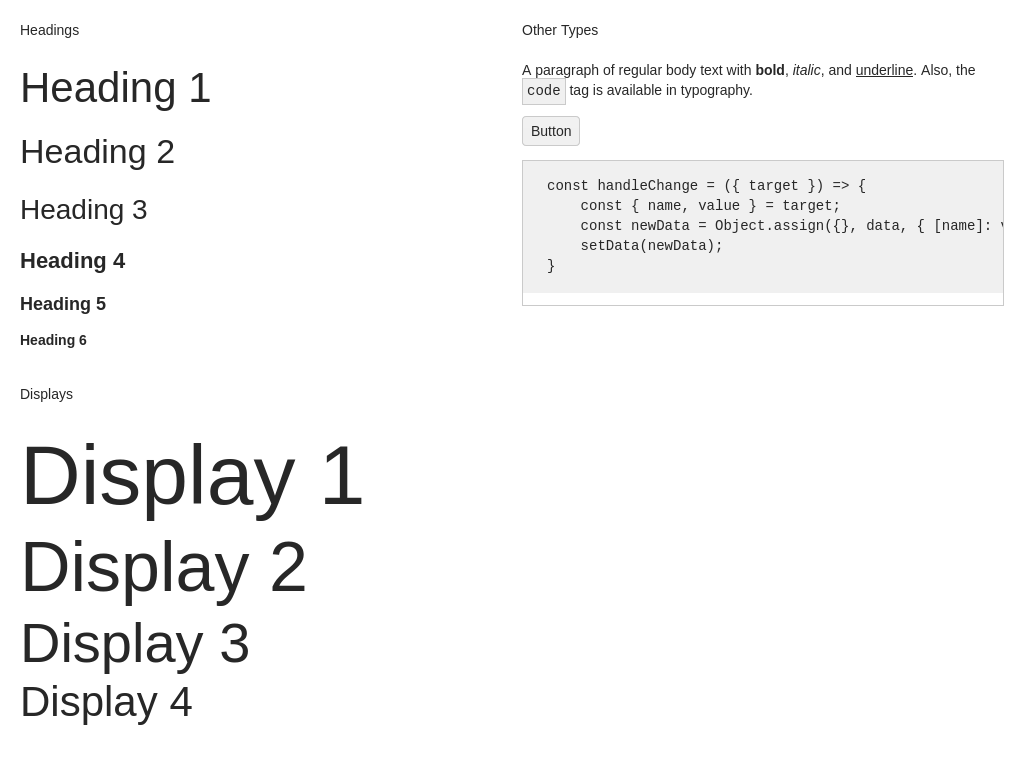 Headings
Heading 1
Heading 2
Heading 3
Heading 4
Heading 5
Heading 6
Displays
Display 1
Display 2
Display 3
Display 4
Other Types
A paragraph of regular body text with bold, italic, and underline. Also, the
code tag is available in typography.
Button
const handleChange = ({ target }) => {
    const { name, value } = target;
    const newData = Object.assign({}, data, { [name]:
    setData(newData);
}